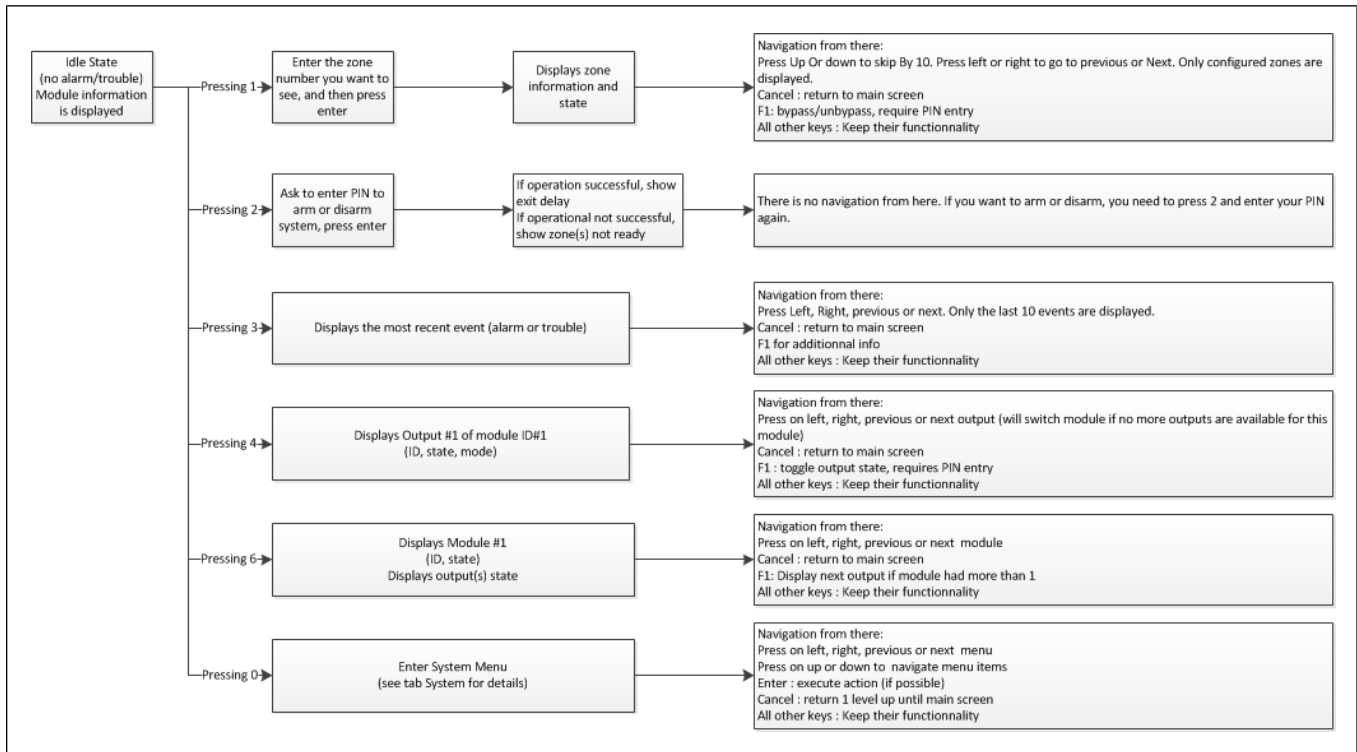 Idle State
(no alarm/trouble)
Module information
is displayed
Pressing 1
Enter the zone
number you want to
see, and then press
enter
Displays zone
information and
state
Navigation from there:
Press Up Or down to skip By 10. Press left or right to go to previous or Next. Only configured zones are
displayed.
Cancel : return to main screen
F1: bypass/unbypass, require PIN entry
All other keys : Keep their functionnality
Pressing 2
Ask to enter PIN to
arm or disarm
system, press enter
If operation successful, show
exit delay
If operational not successful,
show zone(s) not ready
There is no navigation from here. If you want to arm or disarm, you need to press 2 and enter your PIN
again.
Pressing 3
Displays the most recent event (alarm or trouble)
Navigation from there:
Press Left, Right, previous or next. Only the last 10 events are displayed.
Cancel : return to main screen
F1 for additionnal info
All other keys : Keep their functionnality
Pressing 4
Displays Output #1 of module ID#1
(ID, state, mode)
Navigation from there:
Press on left, right, previous or next output (will switch module if no more outputs are available for this
module)
Cancel : return to main screen
F1 : toggle output state, requires PIN entry
All other keys : Keep their functionality
Pressing 6
Displays Module #1
(ID, state)
Displays output(s) state
Navigation from there:
Press on left, right, previous or next module
Cancel : return to main screen
F1: Display next output if module had more than 1
All other keys : Keep their functionality
Pressing 0
Enter System Menu
(see tab System for details)
Navigation from there:
Press on left, right, previous or next menu
Press on up or down to navigate menu items
Enter : execute action (if possible)
Cancel : return 1 level up until main screen
All other keys : Keep their functionality